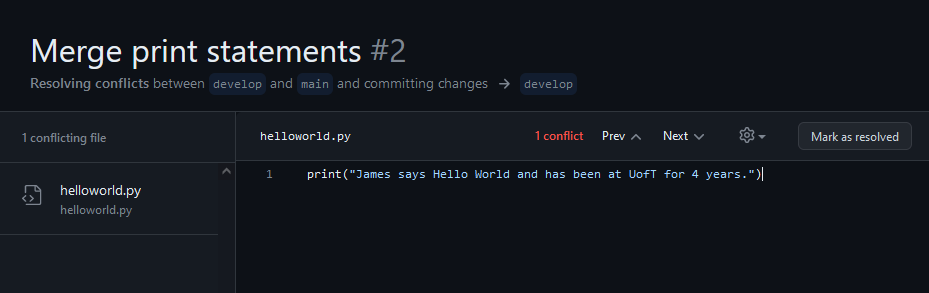 Merge print statements #2
Resolving conflicts between develop and main and committing changes → develop
1 conflicting file
helloworld.py
helloworld.py
helloworld.py
1 conflict
Prev
Next
Mark as resolved
1 print("James says Hello World and has been at UofT for 4 years.")